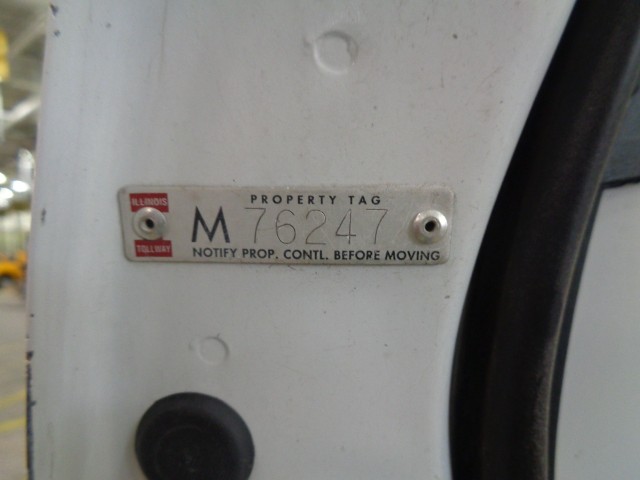 PROPERTY TAG
ILLINOIS
TOLLWAY
M 76247
NOTIFY PROP. CONTL. BEFORE MOVING